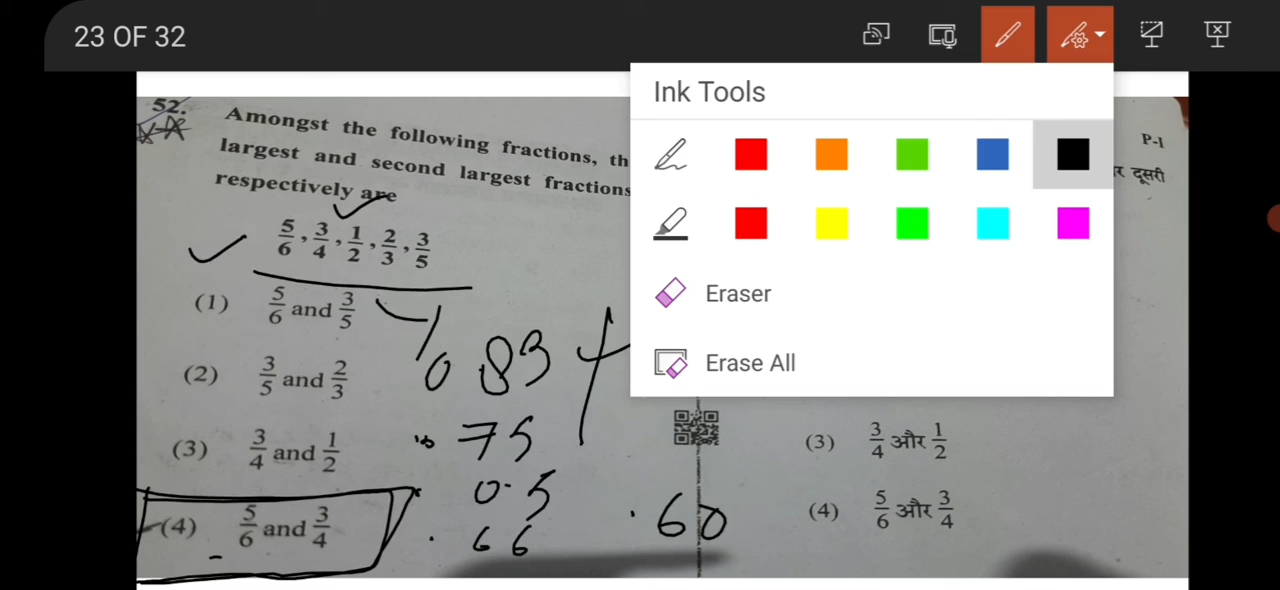 23 OF 32
Ink Tools
Eraser
Erase All
52.
Amongst the following fractions, th
largest and second largest fractions
respectively are
5/6, 3/4, 1/2, 2/3, 3/5
(1) 5/6 and 3/5
(2) 3/5 and 2/3
(3) 3/4 and 1/2
(4) 5/6 and 3/4
0 83
75
0.5
.66
.60
P-1
र दूसरी
(3) 3/4 और 1/2
(4) 5/6 और 3/4